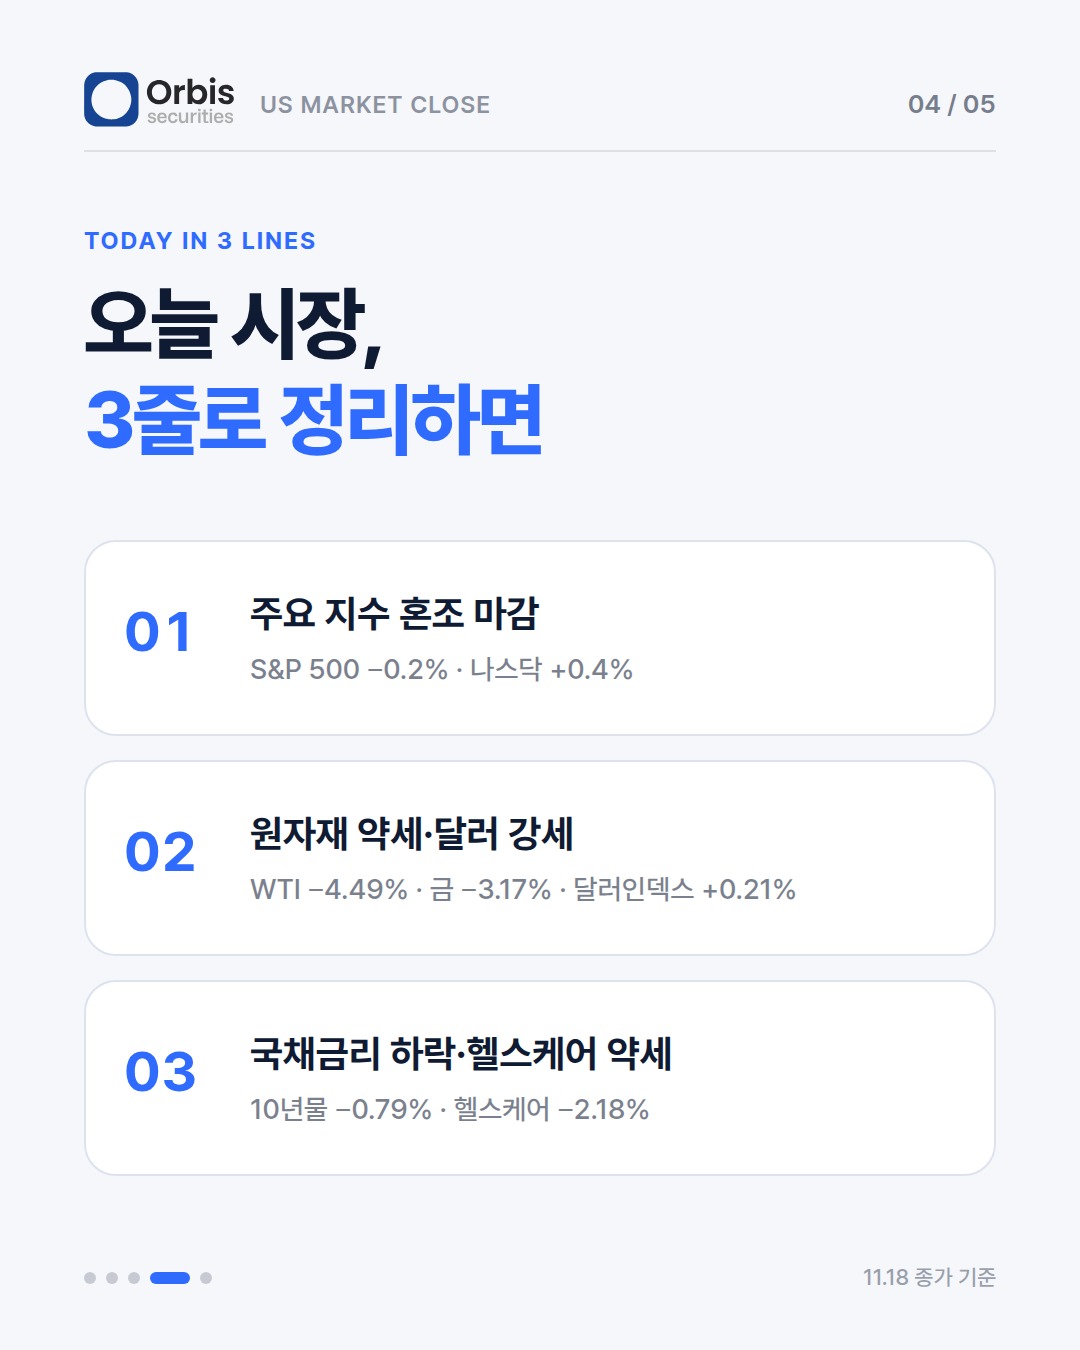 Orbis
securities
US MARKET CLOSE
04 / 05
TODAY IN 3 LINES
오늘 시장,
3줄로 정리하면
01
주요 지수 혼조 마감
S&P 500 −0.2% · 나스닥 +0.4%
02
원자재 약세·달러 강세
WTI −4.49% · 금 −3.17% · 달러인덱스 +0.21%
03
국채금리 하락·헬스케어 약세
10년물 −0.79% · 헬스케어 −2.18%
11.18 종가 기준